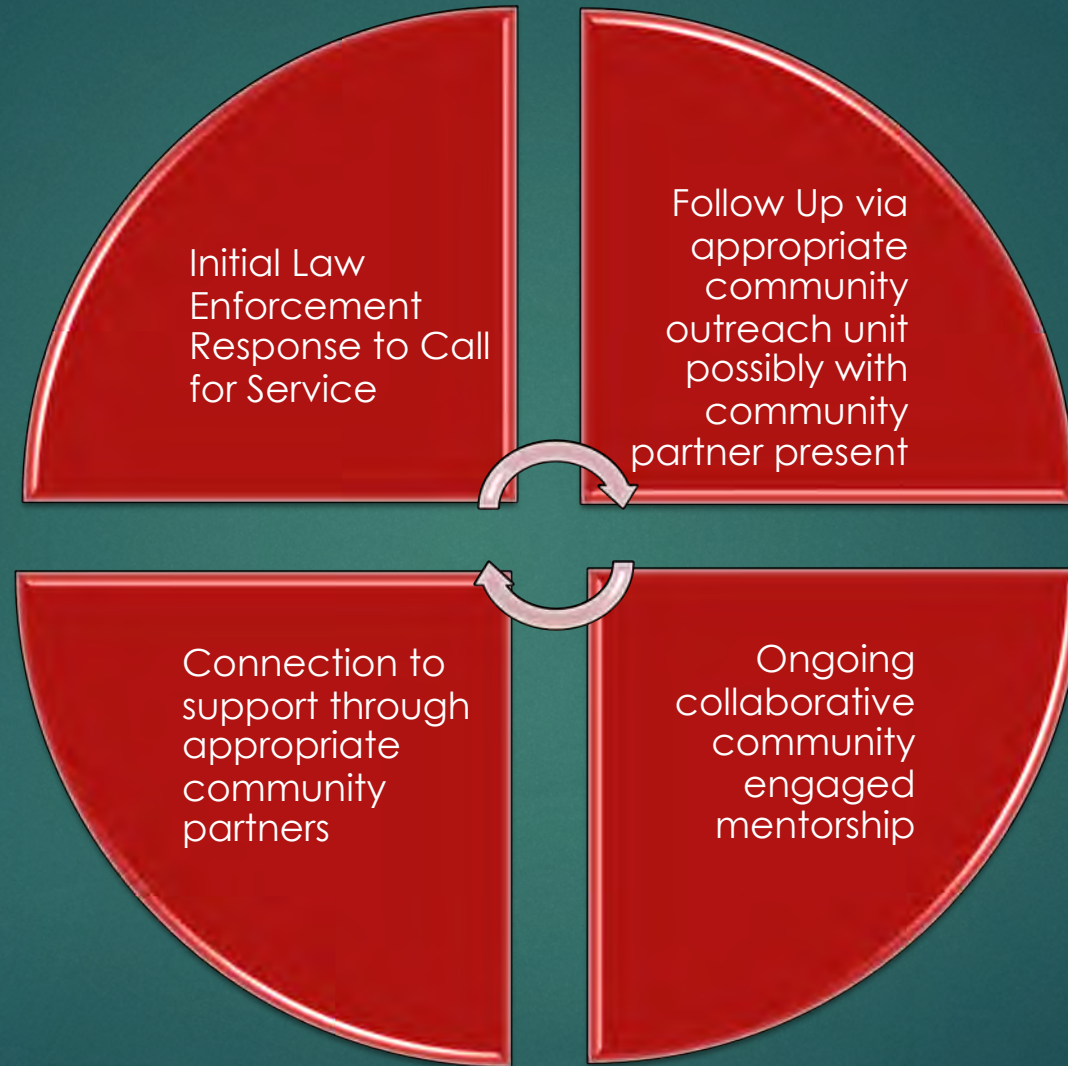 Initial Law
Enforcement
Response to Call
for Service
Follow Up via
appropriate
community
outreach unit
possibly with
community
partner present
Connection to
support through
appropriate
community
partners
Ongoing
collaborative
community
engaged
mentorship